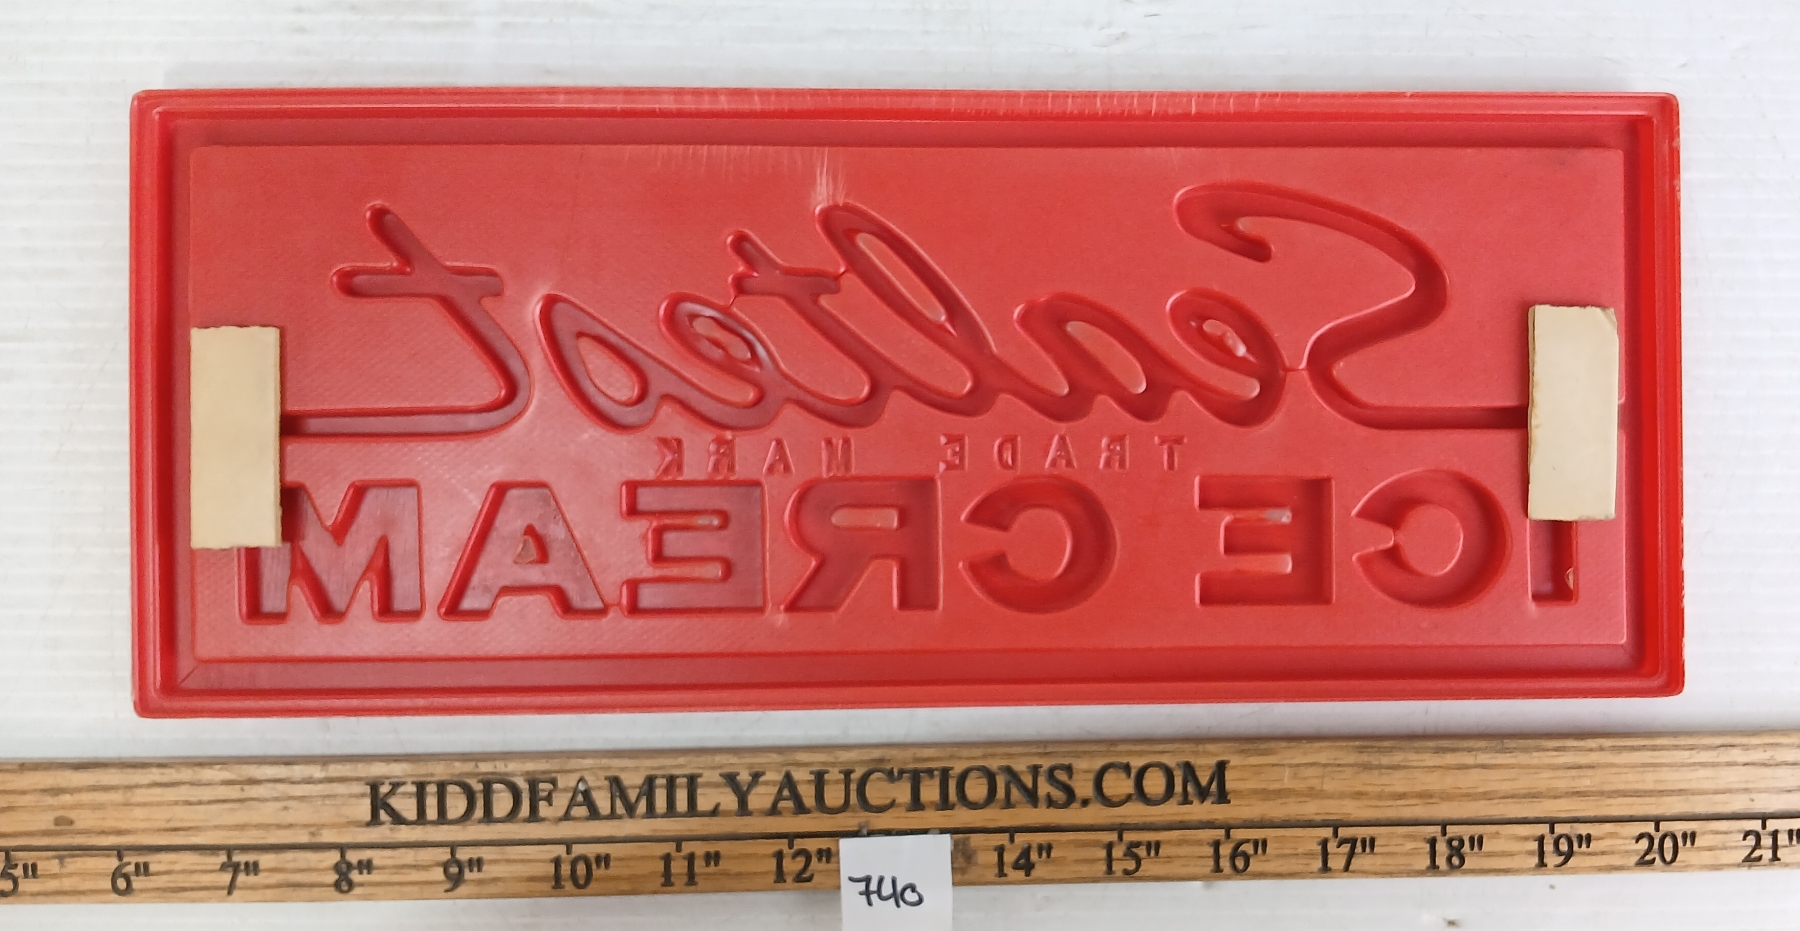 Sealtest
TRADE MARK
ICE CREAM
KIDDFAMILYAUCTIONS.COM
5" 6" 7" 8" 9" 10" 11" 12" 14" 15" 16" 17" 18" 19" 20" 21"
740